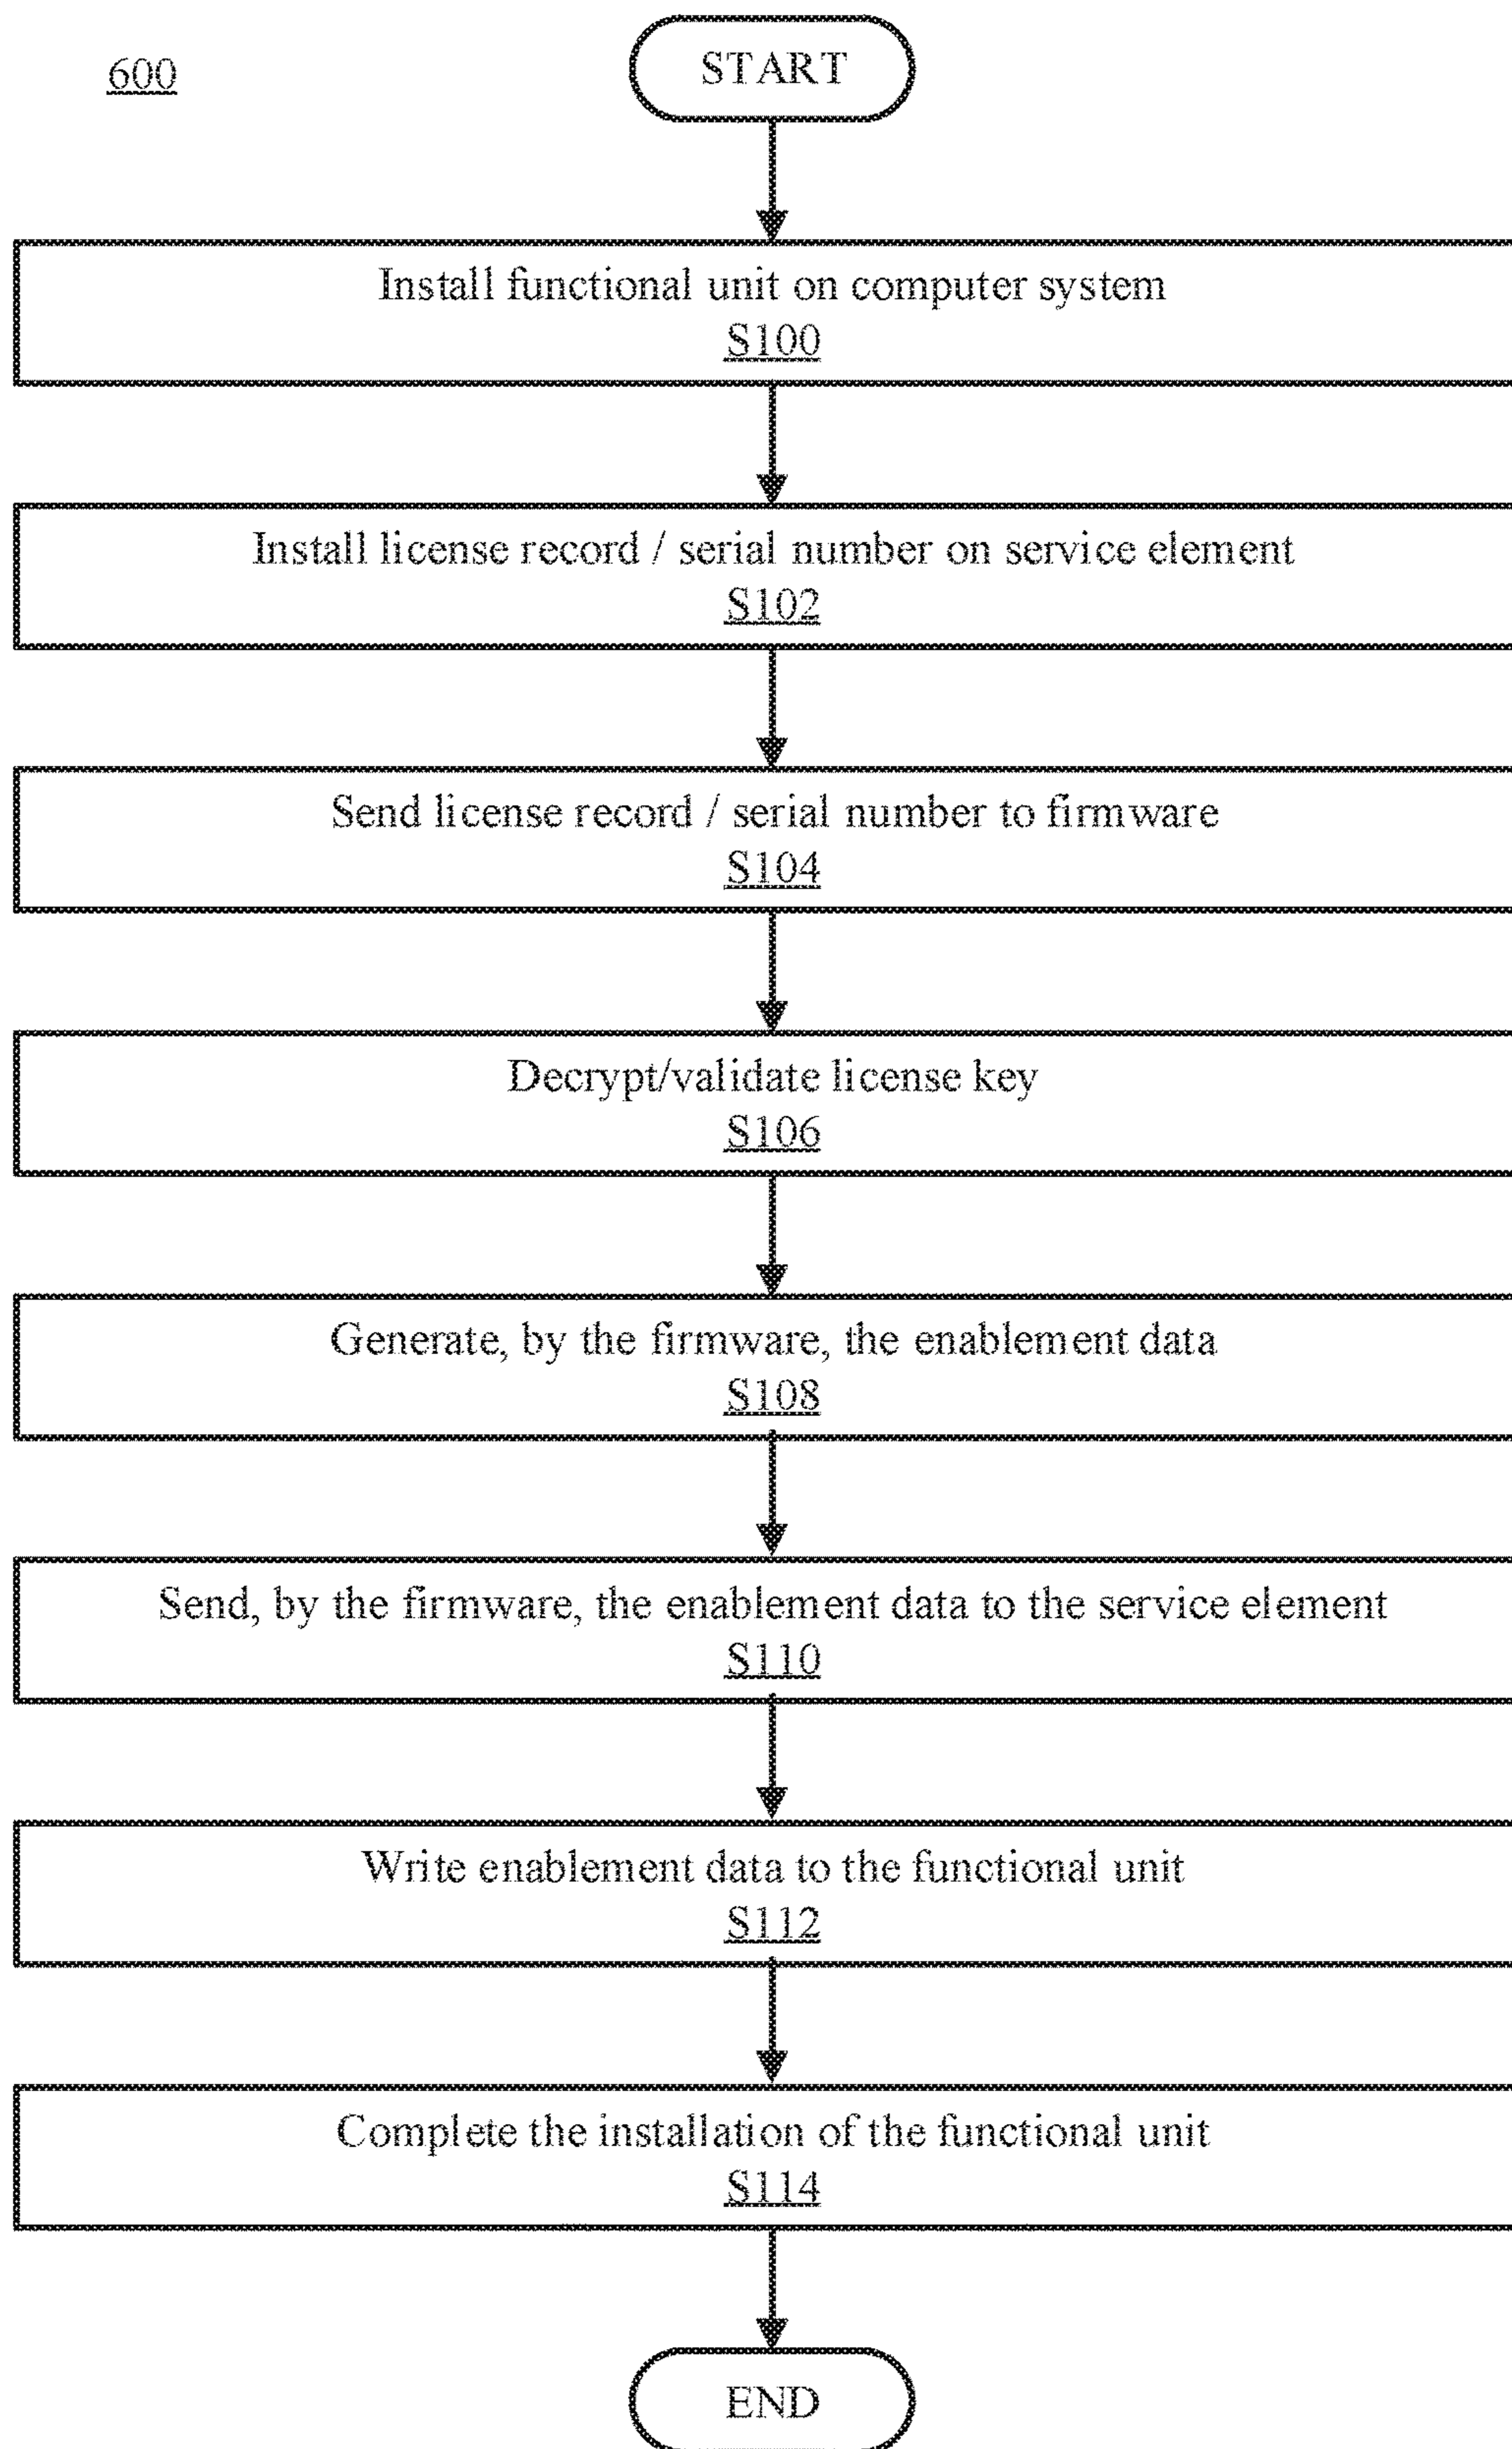 600
START
Install functional unit on computer system
S100
Install license record / serial number on service element
S102
Send license record / serial number to firmware
S104
Decrypt/validate license key
S106
Generate, by the firmware, the enablement data
S108
Send, by the firmware, the enablement data to the service element
S110
Write enablement data to the functional unit
S112
Complete the installation of the functional unit
S114
END